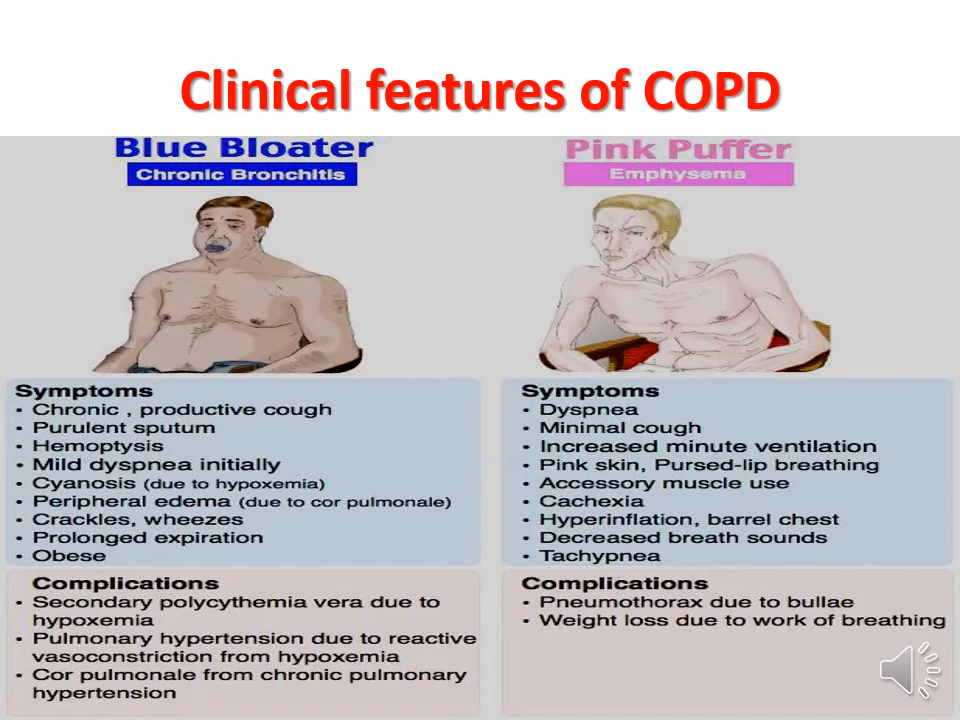 Clinical features of COPD
Blue Bloater
Chronic Bronchitis
Symptoms
• Chronic , productive cough
• Purulent sputum
• Hemoptysis
• Mild dyspnea initially
• Cyanosis (due to hypoxemia)
• Peripheral edema (due to cor pulmonale)
• Crackles, wheezes
• Prolonged expiration
• Obese
Complications
• Secondary polycythemia vera due to
hypoxemia
• Pulmonary hypertension due to reactive
vasoconstriction from hypoxemia
• Cor pulmonale from chronic pulmonary
hypertension
Pink Puffer
Emphysema
Symptoms
• Dyspnea
• Minimal cough
• Increased minute ventilation
• Pink skin, Pursed-lip breathing
• Accessory muscle use
• Cachexia
• Hyperinflation, barrel chest
• Decreased breath sounds
• Tachypnea
Complications
• Pneumothorax due to bullae
• Weight loss due to work of breathing